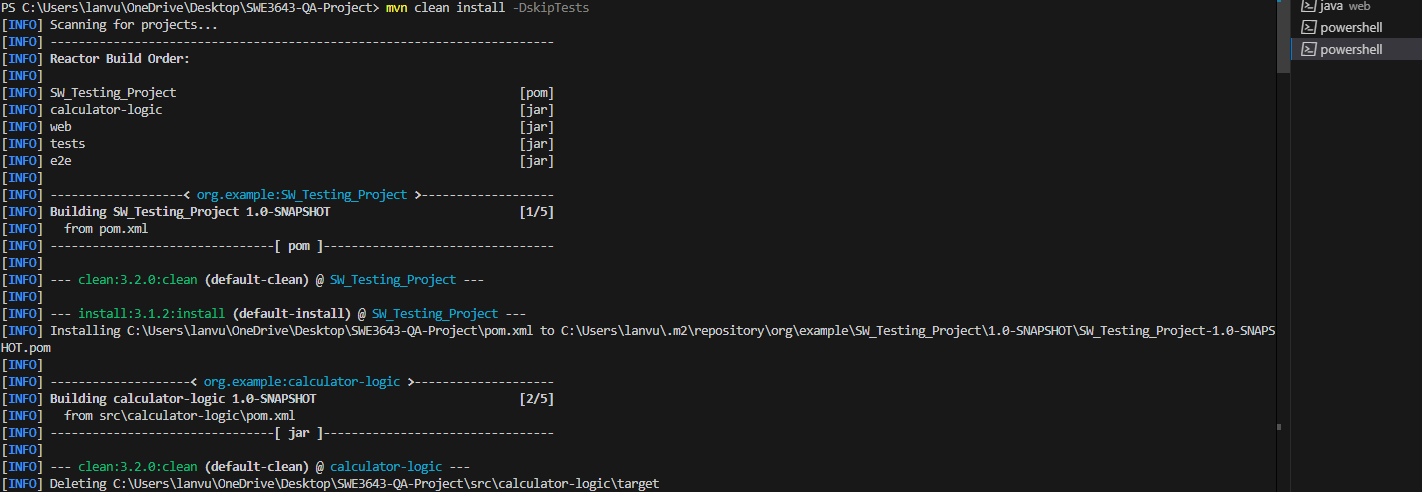 PS C:\Users\lanvu\OneDrive\Desktop\SWE3643-QA-Project> mvn clean install -DskipTests
[INFO] Scanning for projects...
[INFO] ------------------------------------------------------------------------
[INFO] Reactor Build Order:
[INFO]
[INFO] SW_Testing_Project                                                 [pom]
[INFO] calculator-logic                                                   [jar]
[INFO] web                                                                [jar]
[INFO] tests                                                              [jar]
[INFO] e2e                                                                [jar]
[INFO]
[INFO] -------------------< org.example:SW_Testing_Project >-------------------
[INFO] Building SW_Testing_Project 1.0-SNAPSHOT                           [1/5]
[INFO]   from pom.xml
[INFO] --------------------------------[ pom ]---------------------------------
[INFO]
[INFO] --- clean:3.2.0:clean (default-clean) @ SW_Testing_Project ---
[INFO]
[INFO] --- install:3.1.2:install (default-install) @ SW_Testing_Project ---
[INFO] Installing C:\Users\lanvu\OneDrive\Desktop\SWE3643-QA-Project\pom.xml to C:\Users\lanvu\.m2\repository\org\example\SW_Testing_Project\1.0-SNAPSHOT\SW_Testing_Project-1.0-SNAPS
HOT.pom
[INFO]
[INFO] --------------------< org.example:calculator-logic >--------------------
[INFO] Building calculator-logic 1.0-SNAPSHOT                             [2/5]
[INFO]   from src\calculator-logic\pom.xml
[INFO] --------------------------------[ jar ]---------------------------------
[INFO]
[INFO] --- clean:3.2.0:clean (default-clean) @ calculator-logic ---
[INFO] Deleting C:\Users\lanvu\OneDrive\Desktop\SWE3643-QA-Project\src\calculator-logic\target
java web
powershell
powershell